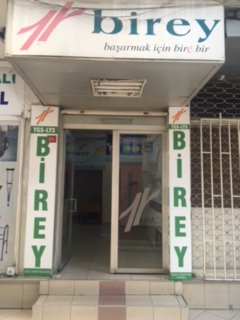 birey
başarmak için bire bir
YGS-LYS
BİREY
YGS-LYS
BİREY